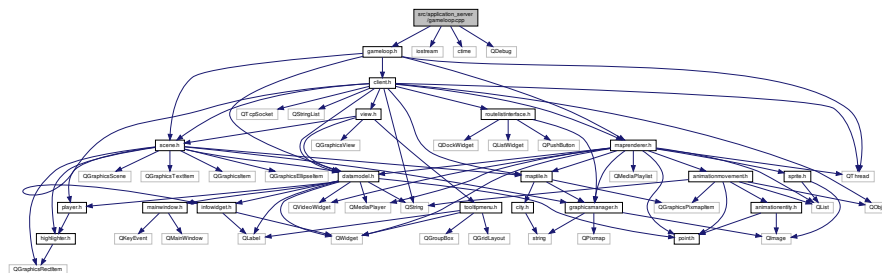 src/application_server
/gameloop.cpp
gameloop.h
iostream
ctime
QDebug
client.h
QTcpSocket
QStringList
view.h
routelistinterface.h
scene.h
QGraphicsView
QDockWidget
QListWidget
QPushButton
maprenderer.h
QGraphicsScene
QGraphicsTextItem
QGraphicsItem
QGraphicsEllipseItem
datamodel.h
maptile.h
QMediaPlaylist
animationmovement.h
sprite.h
QThread
player.h
mainwindow.h
infowidget.h
QVideoWidget
QMediaPlayer
QString
tooltipmenu.h
city.h
graphicsmanager.h
QGraphicsPixmapItem
animationentity.h
QList
highlighter.h
QKeyEvent
QMainWindow
QLabel
QWidget
QGroupBox
QGridLayout
string
QPixmap
point.h
QImage
QGraphicsRectItem